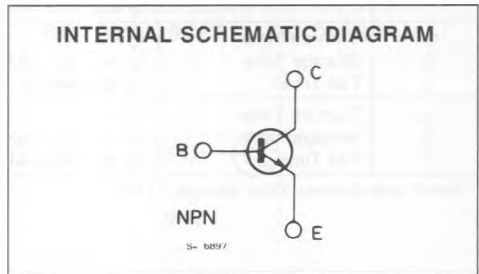 INTERNAL SCHEMATIC DIAGRAM
C
B
NPN
E
S- 6897